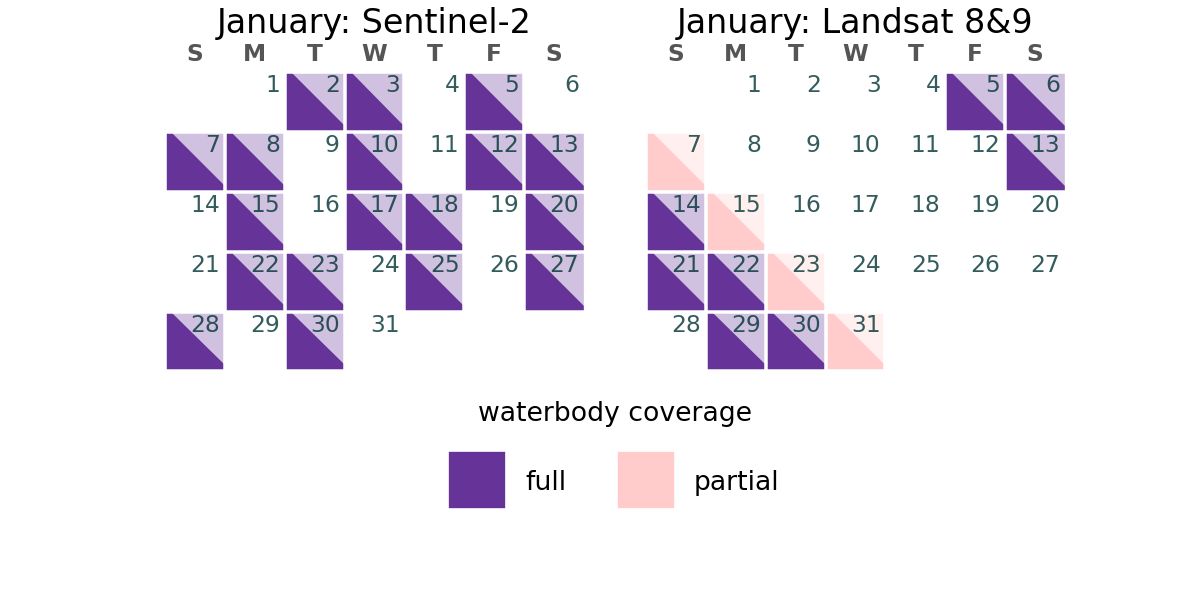 January: Sentinel-2
S M T W T F S
1 2 3 4 5 6
7 8 9 10 11 12 13
14 15 16 17 18 19 20
21 22 23 24 25 26 27
28 29 30 31
January: Landsat 8&9
S M T W T F S
1 2 3 4 5 6
7 8 9 10 11 12 13
14 15 16 17 18 19 20
21 22 23 24 25 26 27
28 29 30 31
waterbody coverage
full partial